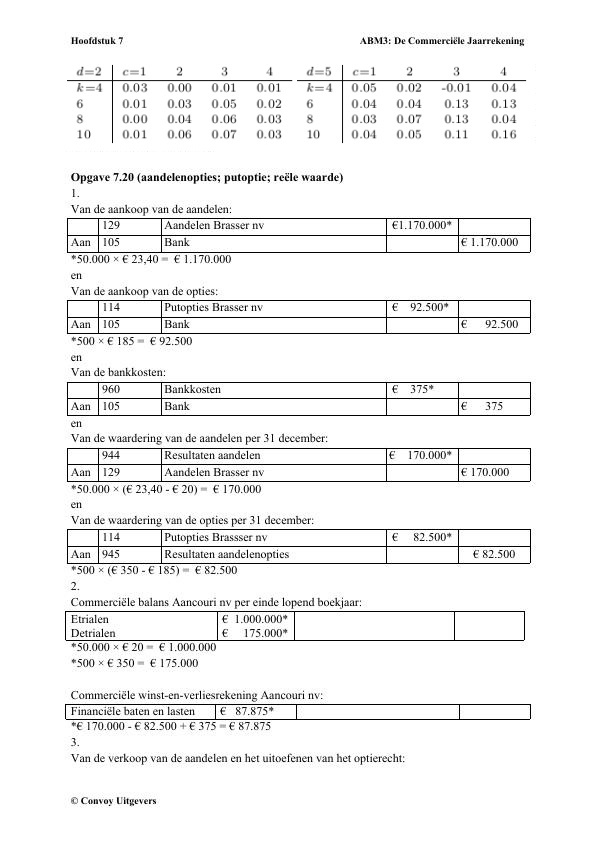 Hoofdstuk 7 ABM3: De Commerciële Jaarrekening
d=2 c=1 2 3 4 d=5 c=1 2 3 4
k=4 0.03 0.00 0.01 0.01 k=4 0.05 0.02 -0.01 0.04
6 0.01 0.03 0.05 0.02 6 0.04 0.04 0.13 0.13
8 0.00 0.04 0.06 0.03 8 0.03 0.07 0.13 0.04
10 0.01 0.06 0.07 0.03 10 0.04 0.05 0.11 0.16
Opgave 7.20 (aandelenopties; putoptie; reële waarde)
1.
Van de aankoop van de aandelen:
129 Aandelen Brasser nv €1.170.000*
Aan 105 Bank € 1.170.000
*50.000 × € 23,40 = € 1.170.000
en
Van de aankoop van de opties:
114 Putopties Brasser nv € 92.500*
Aan 105 Bank € 92.500
*500 × € 185 = € 92.500
en
Van de bankkosten:
960 Bankkosten € 375*
Aan 105 Bank € 375
en
Van de waardering van de aandelen per 31 december:
944 Resultaten aandelen € 170.000*
Aan 129 Aandelen Brasser nv € 170.000
*50.000 × (€ 23,40 - € 20) = € 170.000
en
Van de waardering van de opties per 31 december:
114 Putopties Brassser nv € 82.500*
Aan 945 Resultaten aandelenopties € 82.500
*500 × (€ 350 - € 185) = € 82.500
2.
Commerciële balans Aancouri nv per einde lopend boekjaar:
Etrialen € 1.000.000*
Detrialen € 175.000*
*50.000 × € 20 = € 1.000.000
*500 × € 350 = € 175.000
Commerciële winst-en-verliesrekening Aancouri nv:
Financiële baten en lasten € 87.875*
*€ 170.000 - € 82.500 + € 375 = € 87.875
3.
Van de verkoop van de aandelen en het uitoefenen van het optierecht:
© Convoy Uitgevers